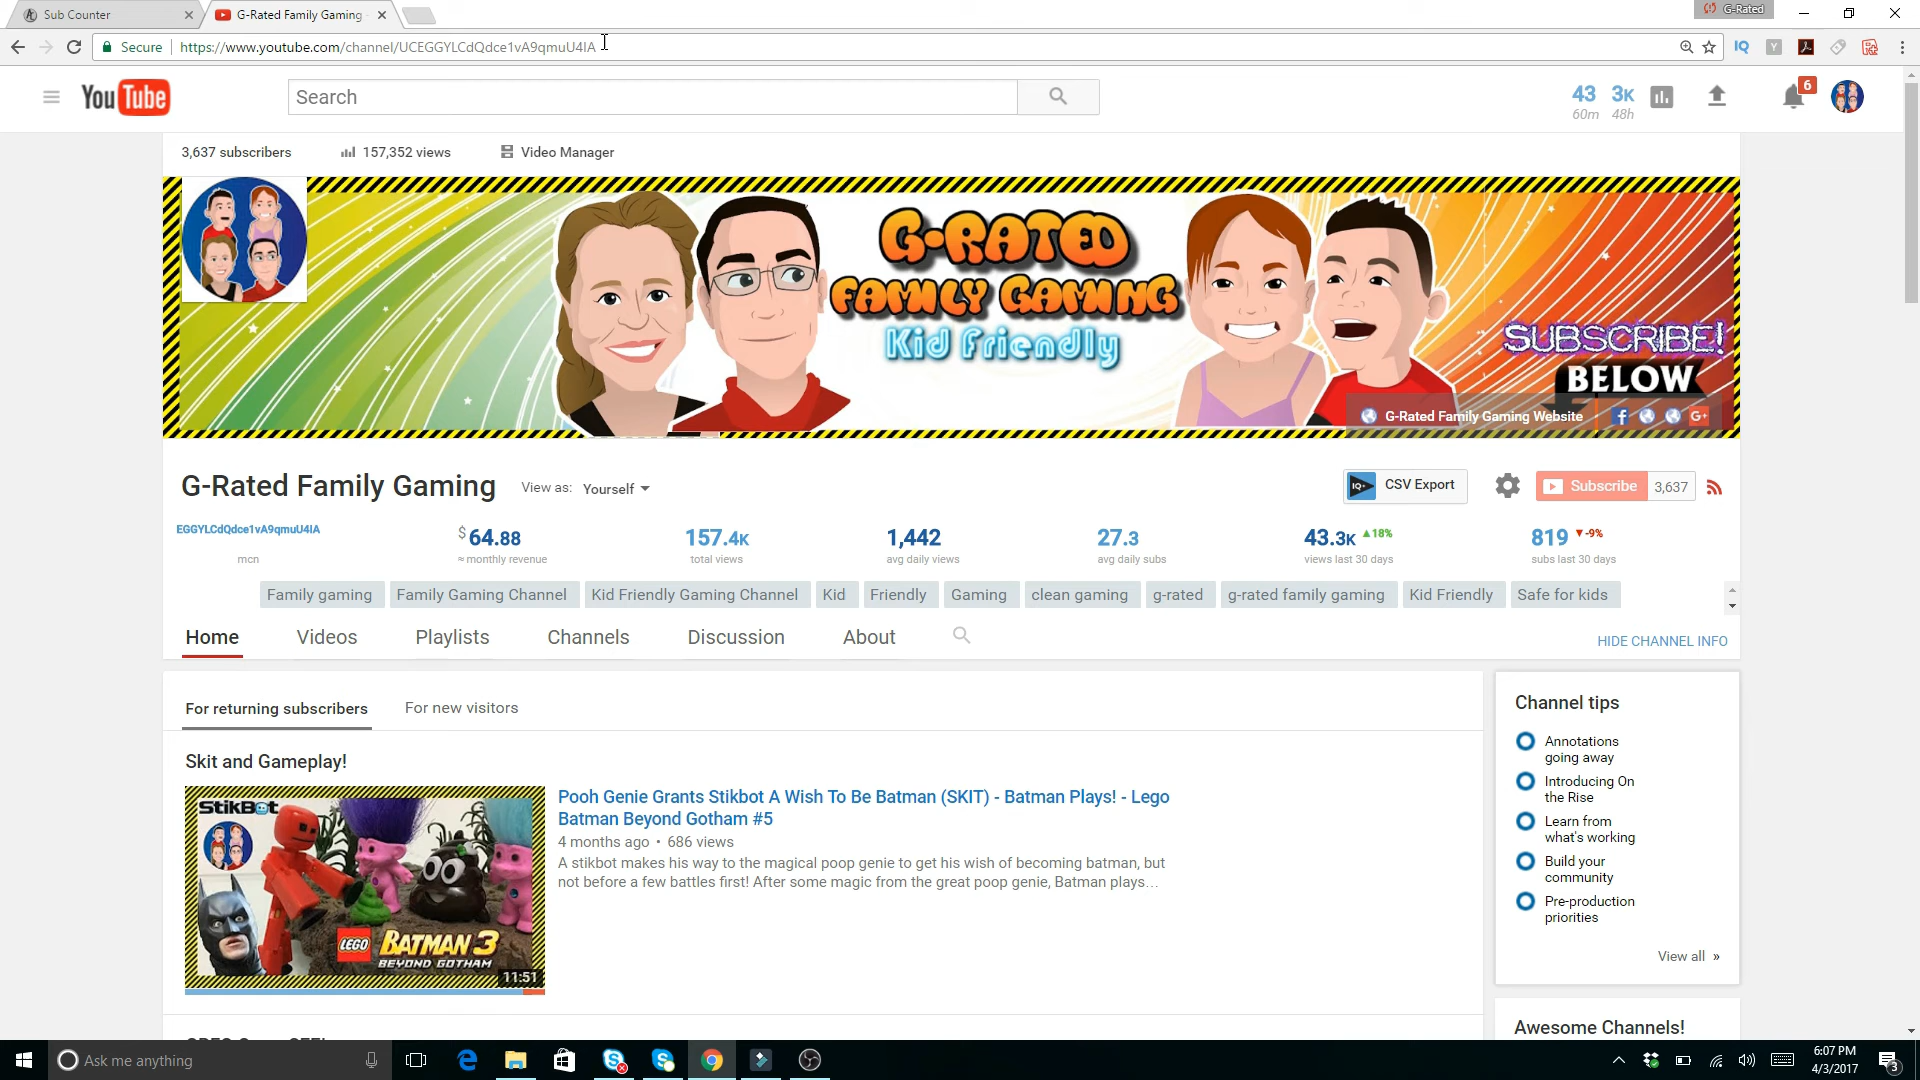 Sub Counter
G-Rated Family Gaming
G-Rated
Secure
https://www.youtube.com/channel/UCEGGYLCdQdce1vA9qmuU4IA
IQ
Y
YouTube
Search
43
60m
3K
48h
6
3,637 subscribers
157,352 views
Video Manager
G-RATED
FAMILY GAMING
Kid Friendly
SUBSCRIBE!
BELOW
G-Rated Family Gaming Website
G+
G-Rated Family Gaming
View as:
Yourself
IQ+
CSV Export
Subscribe
3,637
EGGYLCdQdce1vA9qmuU4IA
mcn
$64.88
≈ monthly revenue
157.4K
total views
1,442
avg daily views
27.3
avg daily subs
43.3K ▲18%
views last 30 days
819 ▼-9%
subs last 30 days
Family gaming
Family Gaming Channel
Kid Friendly Gaming Channel
Kid
Friendly
Gaming
clean gaming
g-rated
g-rated family gaming
Kid Friendly
Safe for kids
Home
Videos
Playlists
Channels
Discussion
About
HIDE CHANNEL INFO
For returning subscribers
For new visitors
Skit and Gameplay!
StikBot
LEGO
BATMAN 3
BEYOND GOTHAM
11:51
Pooh Genie Grants Stikbot A Wish To Be Batman (SKIT) - Batman Plays! - Lego
Batman Beyond Gotham #5
4 months ago • 686 views
A stikbot makes his way to the magical poop genie to get his wish of becoming batman, but
not before a few battles first! After some magic from the great poop genie, Batman plays...
Channel tips
Annotations
going away
Introducing On
the Rise
Learn from
what's working
Build your
community
Pre-production
priorities
View all »
Awesome Channels!
Ask me anything
6:07 PM
4/3/2017
3